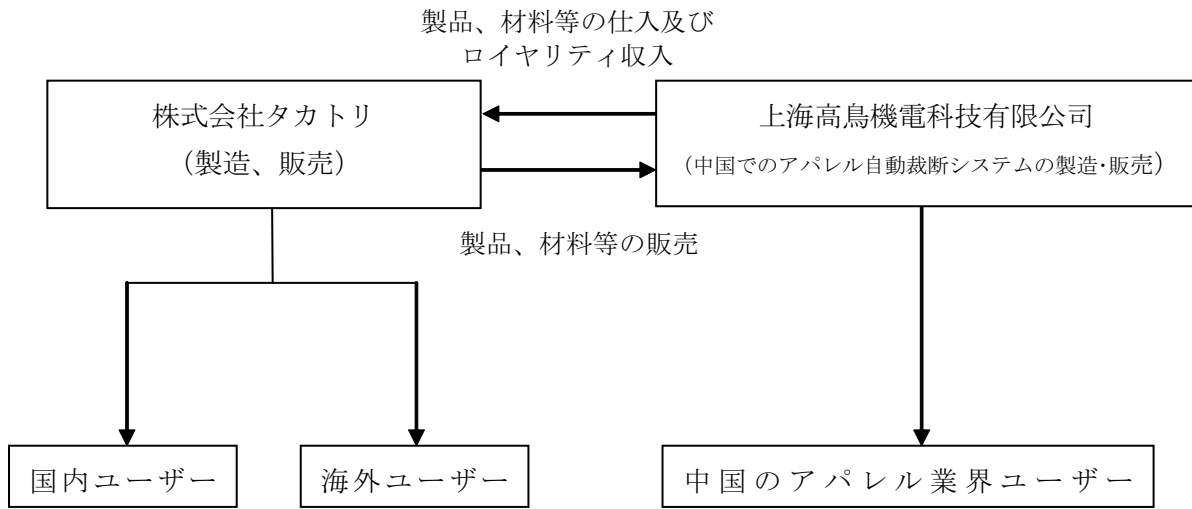 製品、材料等の仕入及び
ロイヤリティ収入
株式会社タカトリ
（製造、販売）
上海高鳥機電科技有限公司
（中国でのアパレル自動裁断システムの製造･販売）
製品、材料等の販売
国内ユーザー
海外ユーザー
中国のアパレル業界ユーザー